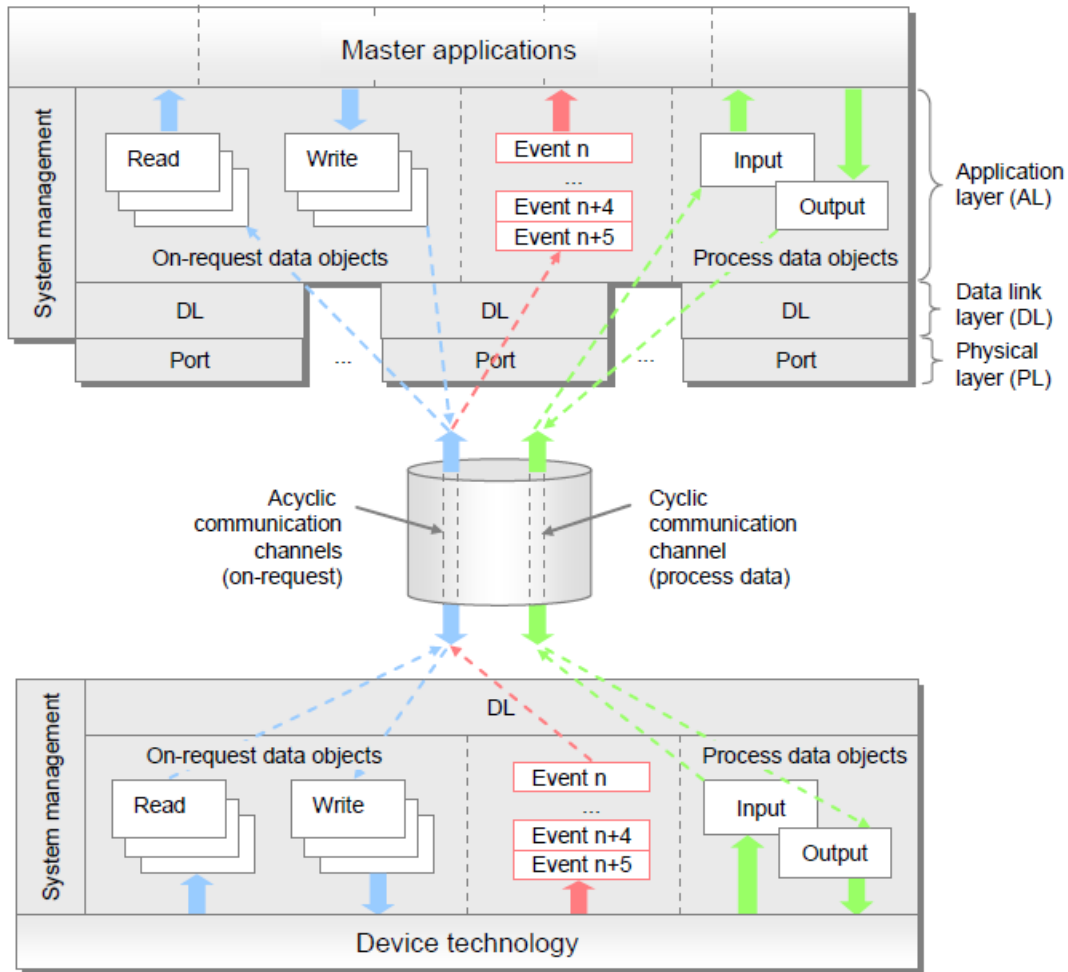 Master applications
System management
Read
Write
Event n
...
Event n+4
Event n+5
Input
Output
On-request data objects
Process data objects
Application
layer (AL)
DL
DL
DL
Data link
layer (DL)
Port
...
Port
...
Port
Physical
layer (PL)
Acyclic
communication
channels
(on-request)
Cyclic
communication
channel
(process data)
System management
DL
On-request data objects
Process data objects
Read
Write
Event n
...
Event n+4
Event n+5
Input
Output
Device technology